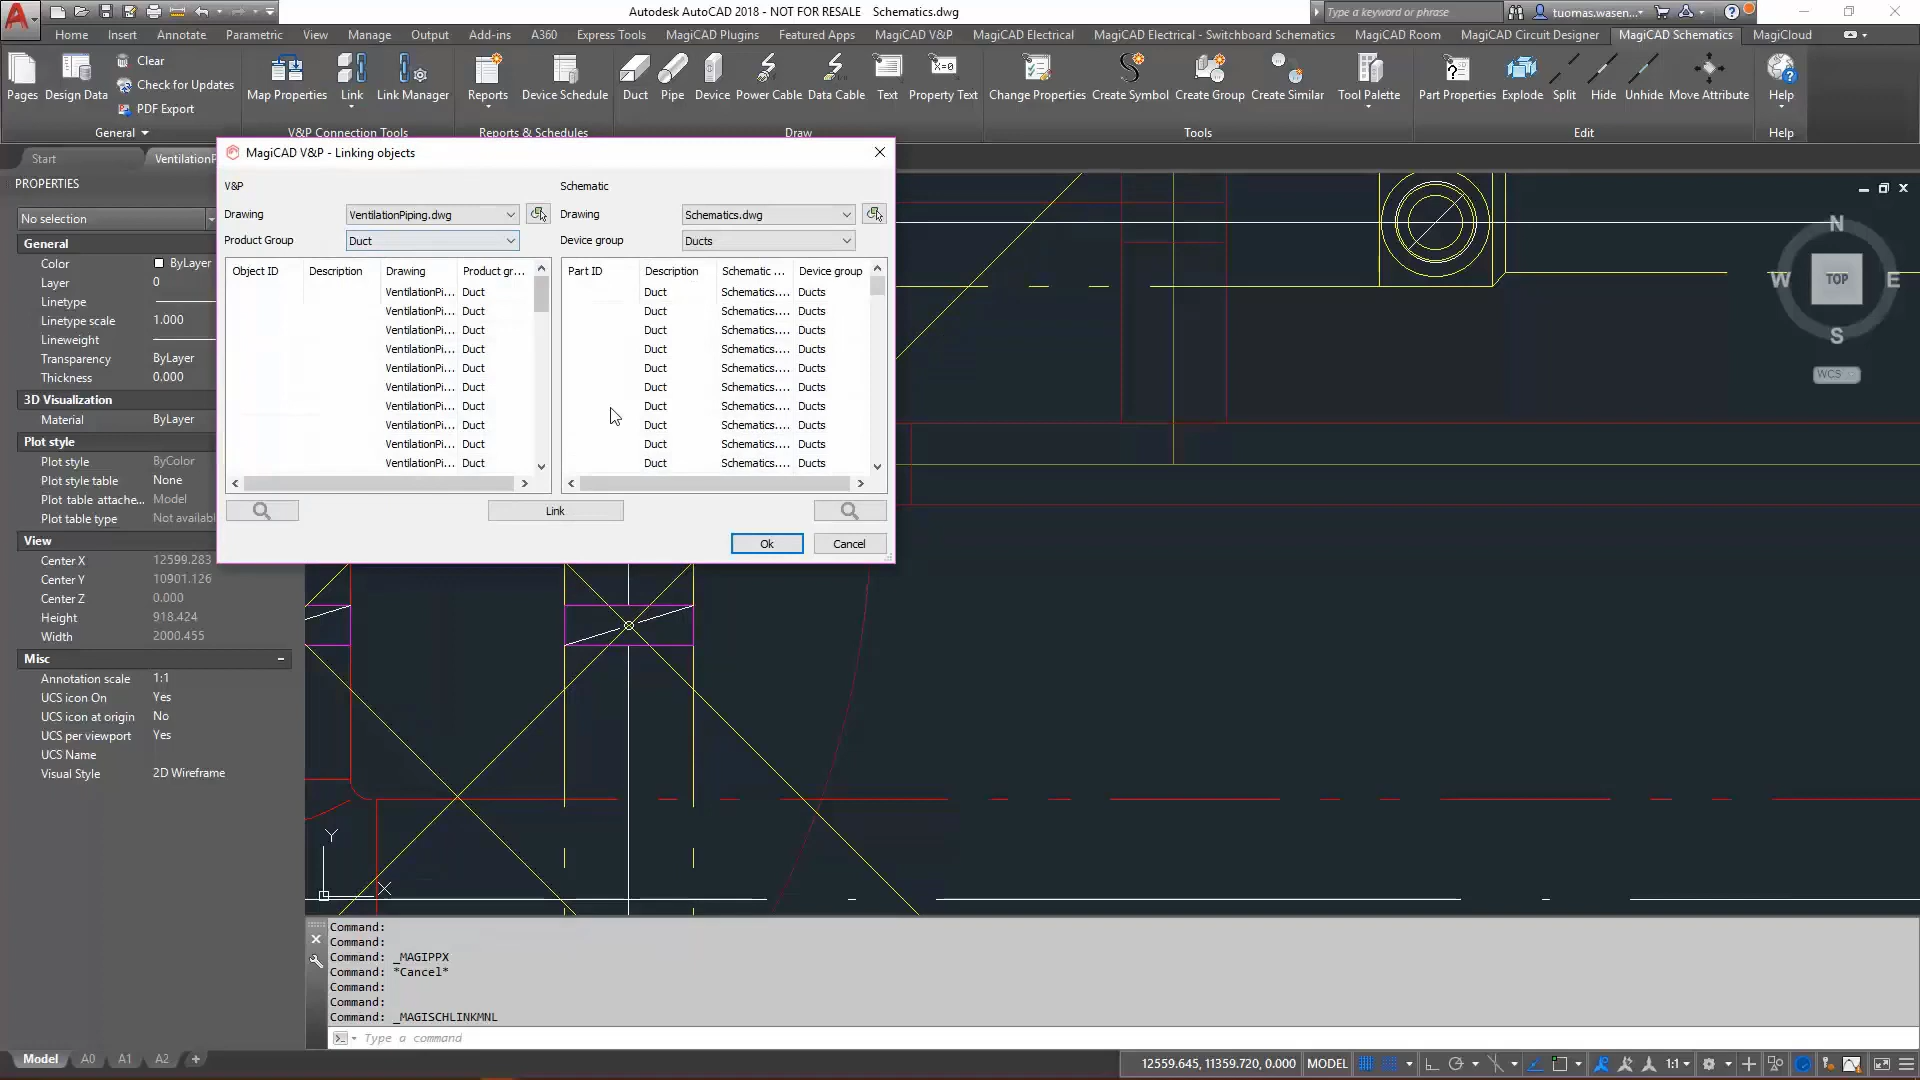 Autodesk AutoCAD 2018 - NOT FOR RESALE Schematics.dwg
Type a keyword or phrase
tuomas.wasen...
Home Insert Annotate Parametric View Manage Output Add-ins A360 Express Tools MagiCAD Plugins Featured Apps MagiCAD V&P MagiCAD Electrical MagiCAD Electrical - Switchboard Schematics MagiCAD Room MagiCAD Circuit Designer MagiCAD Schematics MagiCloud
Clear
Check for Updates
PDF Export
Pages Design Data Map Properties Link Link Manager Reports Device Schedule Duct Pipe Device Power Cable Data Cable Text Property Text Change Properties Create Symbol Create Group Create Similar Tool Palette Part Properties Explode Split Hide Unhide Move Attribute Help
General V&P Connection Tools Reports & Schedules Draw Tools Edit Help
Start VentilationP
PROPERTIES
No selection
General
Color ByLayer
Layer 0
Linetype
Linetype scale 1.000
Lineweight
Transparency ByLayer
Thickness 0.000
3D Visualization
Material ByLayer
Plot style
Plot style ByColor
Plot style table None
Plot table attache... Model
Plot table type Not availabl
View
Center X 12599.283
Center Y 10901.126
Center Z 0.000
Height 918.424
Width 2000.455
Misc
Annotation scale 1:1
UCS icon On Yes
UCS icon at origin No
UCS per viewport Yes
UCS Name
Visual Style 2D Wireframe
MagiCAD V&P - Linking objects
V&P Schematic
Drawing VentilationPiping.dwg Drawing Schematics.dwg
Product Group Duct Device group Ducts
Object ID Description Drawing Product gr... Part ID Description Schematic ... Device group
VentilationPi... Duct Duct Schematics.... Ducts
VentilationPi... Duct Duct Schematics.... Ducts
VentilationPi... Duct Duct Schematics.... Ducts
VentilationPi... Duct Duct Schematics.... Ducts
VentilationPi... Duct Duct Schematics.... Ducts
VentilationPi... Duct Duct Schematics.... Ducts
VentilationPi... Duct Duct Schematics.... Ducts
VentilationPi... Duct Duct Schematics.... Ducts
VentilationPi... Duct Duct Schematics.... Ducts
VentilationPi... Duct Duct Schematics.... Ducts
Link
Ok Cancel
N
W TOP E
S
WCS
Y
X
Command:
Command:
Command: _MAGIPPX
Command: *Cancel*
Command:
Command:
Command: _MAGISCHLINKMNL
Type a command
Model A0 A1 A2 +
12559.645, 11359.720, 0.000 MODEL 1:1